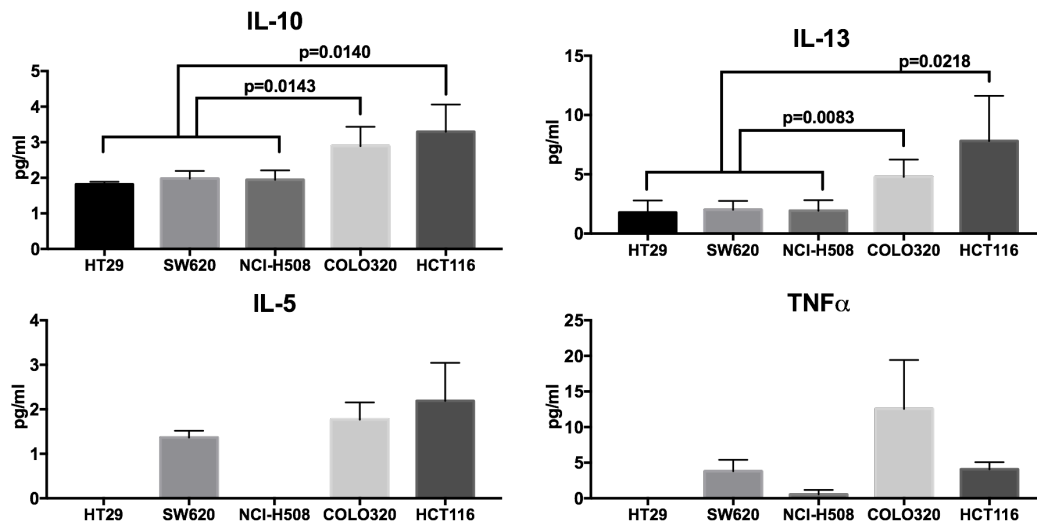 IL-10
p=0.0140
p=0.0143
pg/ml
5
4
3
2
1
0
HT29 SW620 NCI-H508 COLO320 HCT116
IL-13
p=0.0218
p=0.0083
pg/ml
15
10
5
0
HT29 SW620 NCI-H508 COLO320 HCT116
IL-5
pg/ml
4
3
2
1
0
HT29 SW620 NCI-H508 COLO320 HCT116
TNFα
pg/ml
25
20
15
10
5
0
HT29 SW620 NCI-H508 COLO320 HCT116